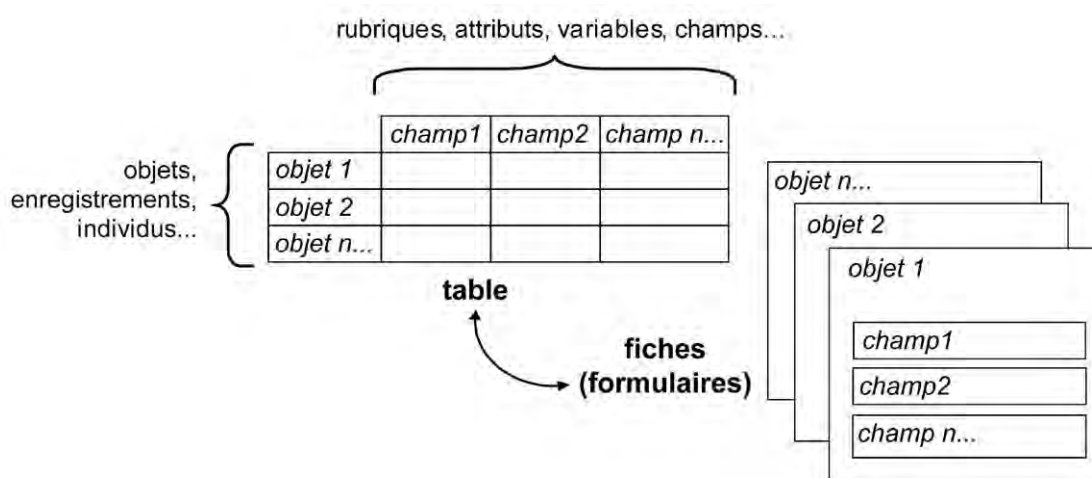 rubriques, attributs, variables, champs...
champ1 champ2 champ n...
objets,
enregistrements,
individus...
objet 1
objet 2
objet n...
table
fiches
(formulaires)
objet n...
objet 2
objet 1
champ1
champ2
champ n...